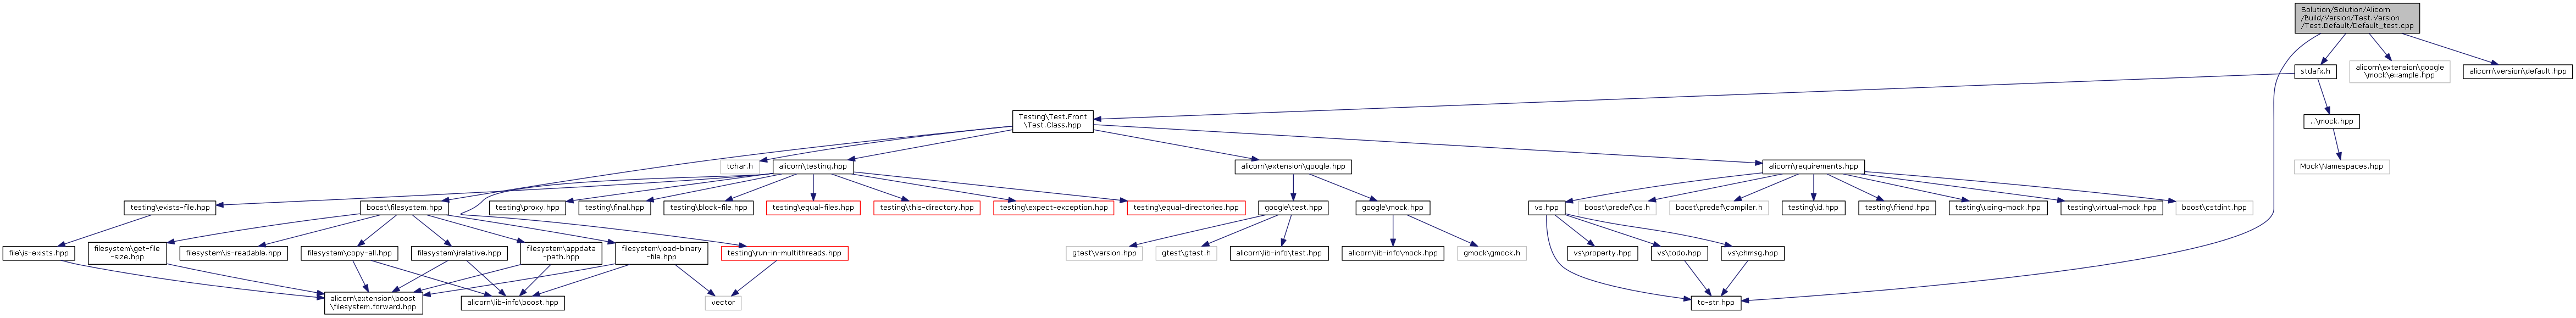 Solution/Solution/Alicorn
/Build/Version/Test.Version
/Test.Default/Default_test.cpp
stdafx.h
alicorn\extension\google
\mock\example.hpp
alicorn\version\default.hpp
Testing\Test.Front
\Test.Class.hpp
..\mock.hpp
tchar.h
alicorn\testing.hpp
alicorn\extension\google.hpp
alicorn\requirements.hpp
Mock\Namespaces.hpp
testing\exists-file.hpp
boost\filesystem.hpp
testing\proxy.hpp
testing\final.hpp
testing\block-file.hpp
testing\equal-files.hpp
testing\this-directory.hpp
testing\expect-exception.hpp
testing\equal-directories.hpp
google\test.hpp
google\mock.hpp
vs.hpp
boost\predef\os.h
boost\predef\compiler.h
testing\id.hpp
testing\friend.hpp
testing\using-mock.hpp
testing\virtual-mock.hpp
boost\cstdint.hpp
file\is-exists.hpp
filesystem\get-file
-size.hpp
filesystem\is-readable.hpp
filesystem\copy-all.hpp
filesystem\relative.hpp
filesystem\appdata
-path.hpp
filesystem\load-binary
-file.hpp
testing\run-in-multithreads.hpp
gtest\version.hpp
gtest\gtest.h
alicorn\lib-info\test.hpp
alicorn\lib-info\mock.hpp
gmock\gmock.h
vs\property.hpp
vs\todo.hpp
vs\chmsg.hpp
alicorn\extension\boost
\filesystem.forward.hpp
alicorn\lib-info\boost.hpp
vector
to-str.hpp